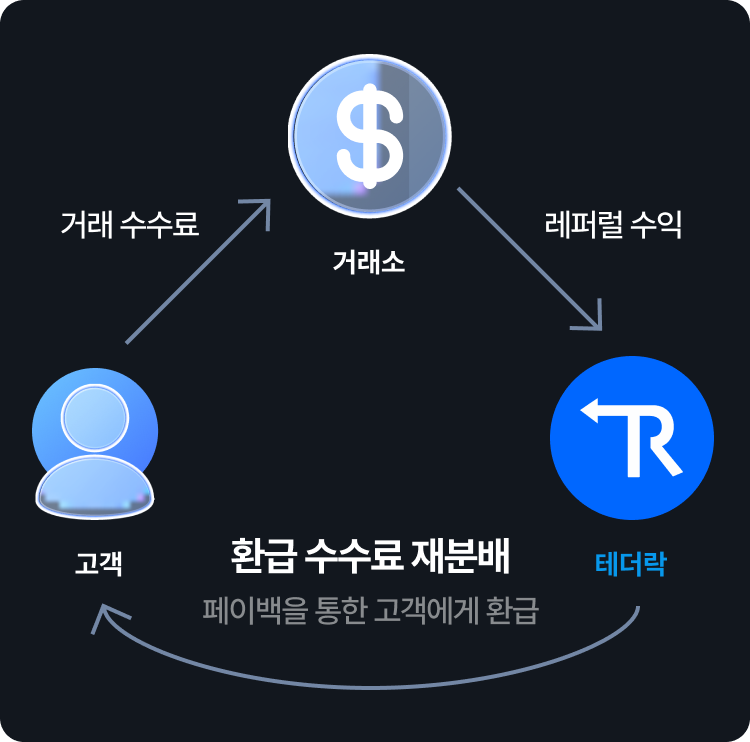 거래 수수료
레퍼럴 수익
거래소
고객
환급 수수료 재분배
테더락
페이백을 통한 고객에게 환급